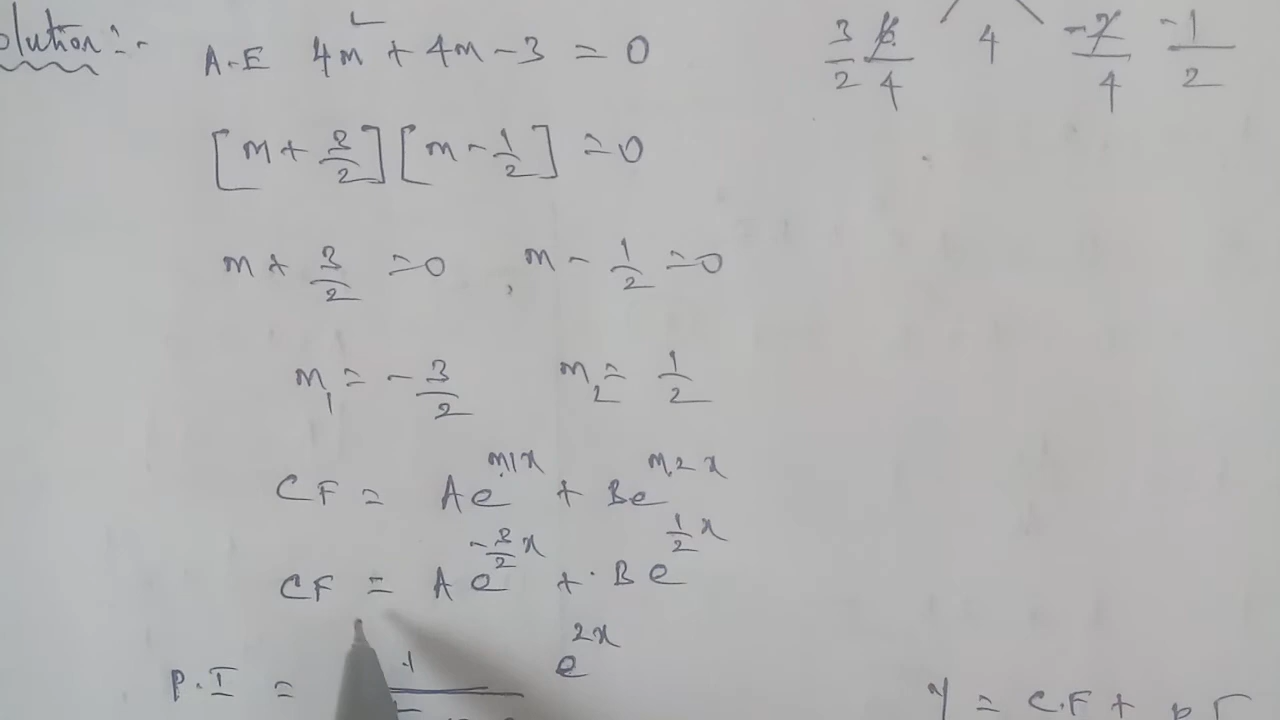 olution:-
A.E 4m² + 4m - 3 = 0
3/2 6/4 4 -2/4 -1/2
[m + 3/2] [m - 1/2] = 0
m + 3/2 = 0 , m - 1/2 = 0
m₁ = - 3/2 m₂ = 1/2
CF = Ae^{m1x} + Be^{m2x}
CF = A e^{-3/2 x} + B e^{1/2 x}
P.I = 1 e^{2x}
y = C.F + PI